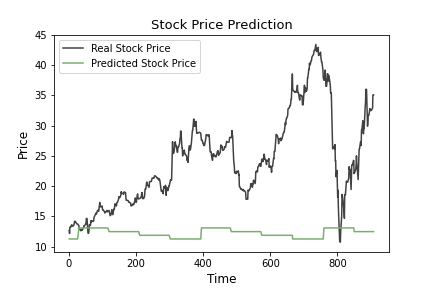 Stock Price Prediction
Real Stock Price
Predicted Stock Price
Price
45
40
35
30
25
20
15
10
0 200 400 600 800
Time